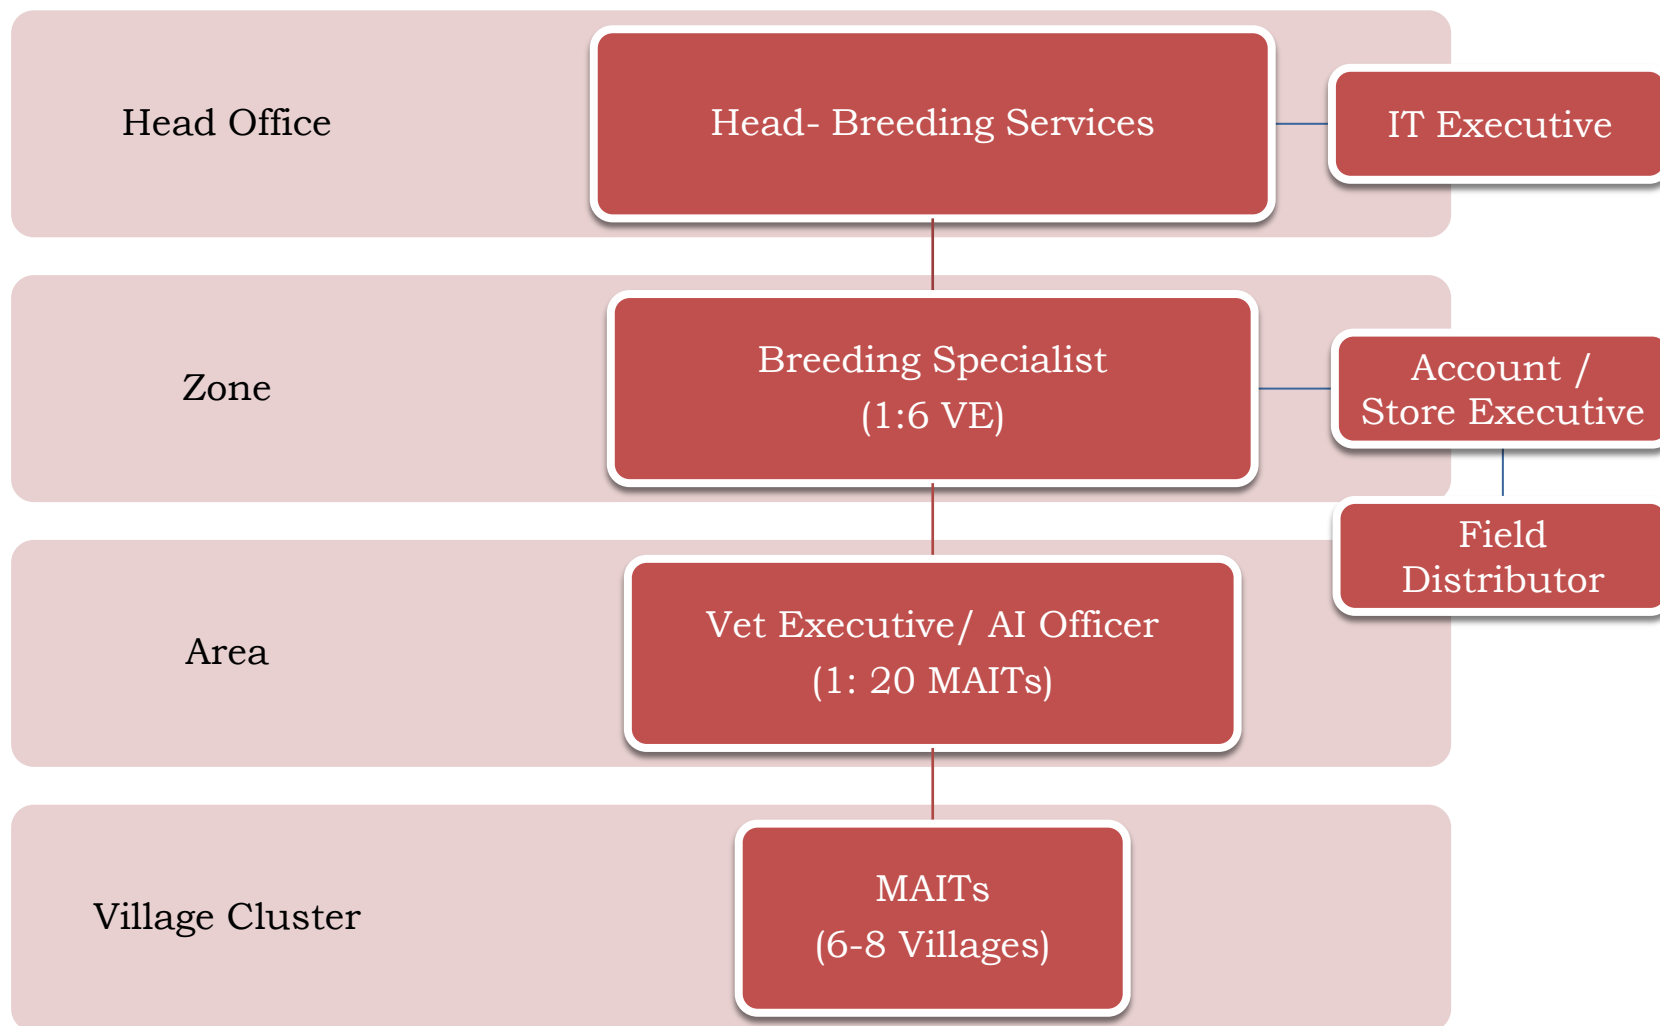 Head Office
Head- Breeding Services
IT Executive
Zone
Breeding Specialist
(1:6 VE)
Account /
Store Executive
Field
Distributor
Area
Vet Executive/ AI Officer
(1: 20 MAITs)
Village Cluster
MAITs
(6-8 Villages)